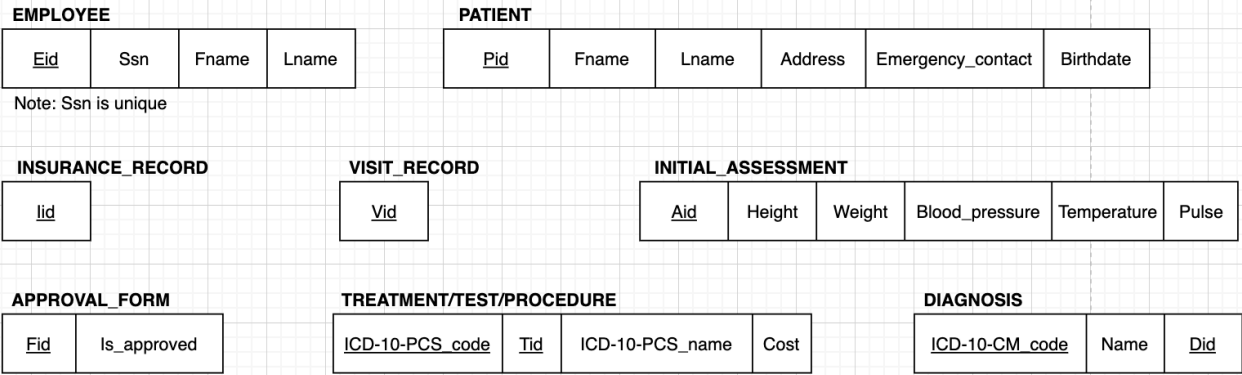 EMPLOYEE PATIENT
Eid Ssn Fname Lname Pid Fname Lname Address Emergency_contact Birthdate
Note: Ssn is unique
INSURANCE_RECORD VISIT_RECORD INITIAL_ASSESSMENT
Iid Vid Aid Height Weight Blood_pressure Temperature Pulse
APPROVAL_FORM TREATMENT/TEST/PROCEDURE DIAGNOSIS
Fid Is_approved ICD-10-PCS_code Tid ICD-10-PCS_name Cost ICD-10-CM_code Name Did